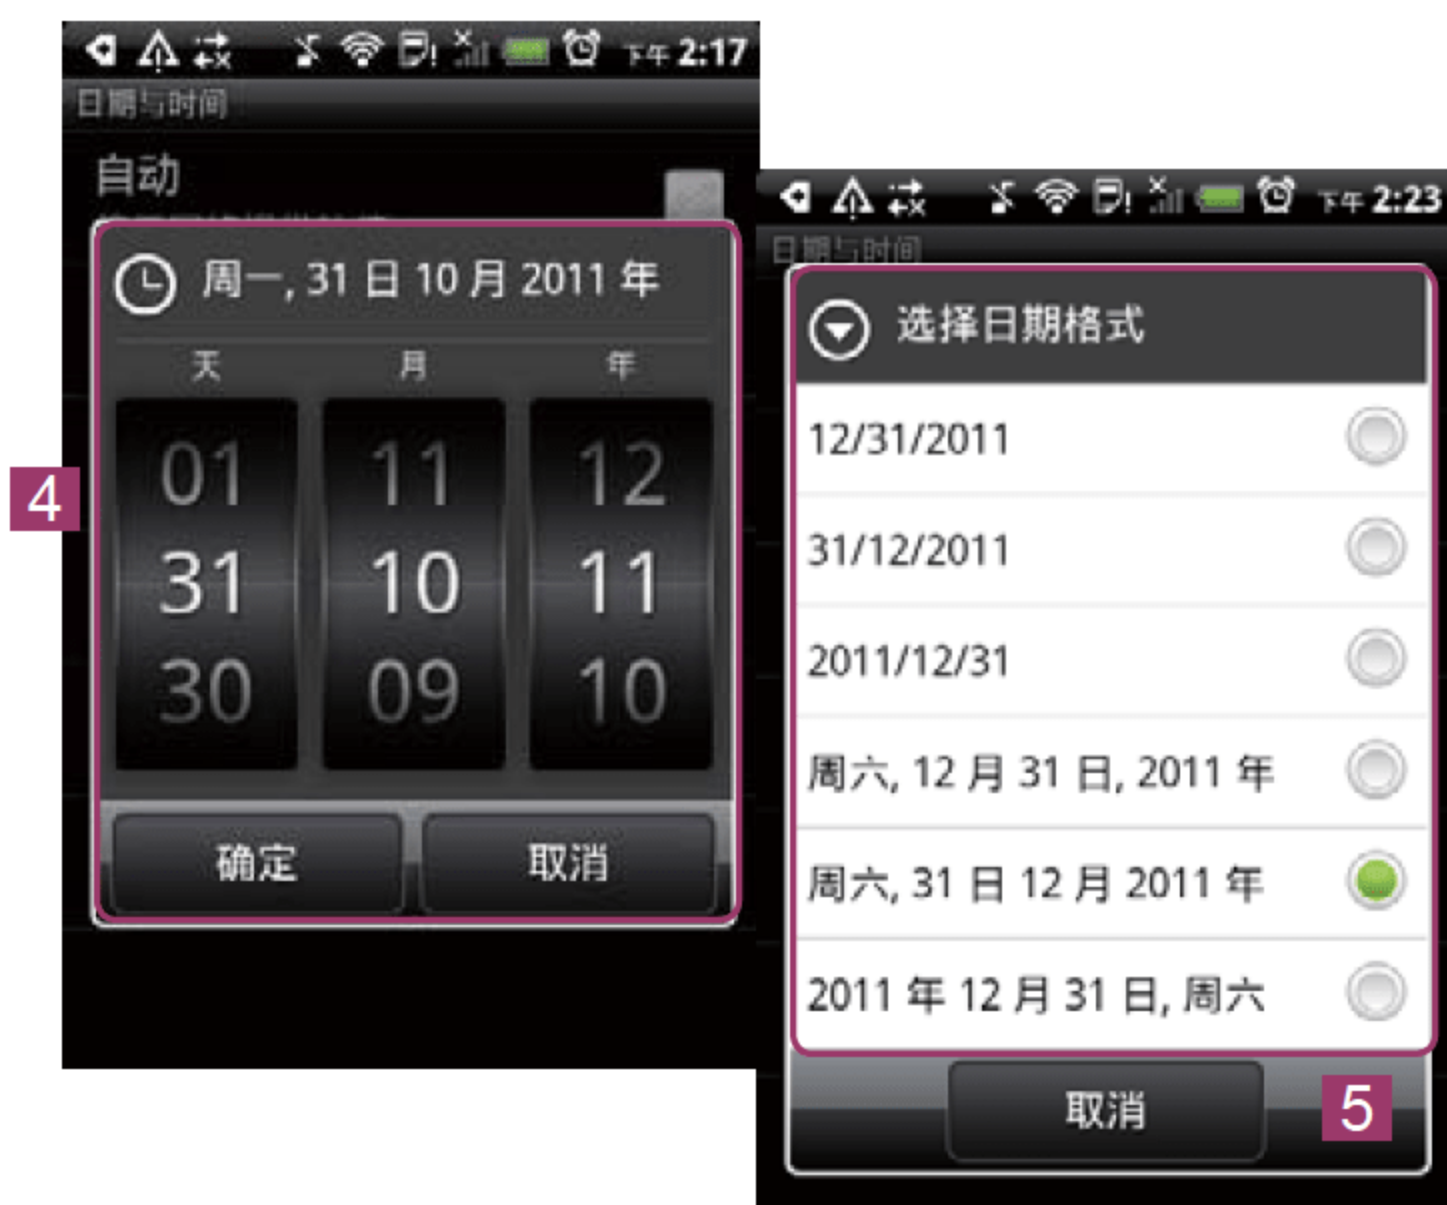 下午 2:17
日期与时间
自动
4
周一, 31 日 10 月 2011 年
天 月 年
01 11 12
31 10 11
30 09 10
确定 取消
下午 2:23
日期与时间
选择日期格式
12/31/2011
31/12/2011
2011/12/31
周六, 12 月 31 日, 2011 年
周六, 31 日 12 月 2011 年
2011 年 12 月 31 日, 周六
取消
5